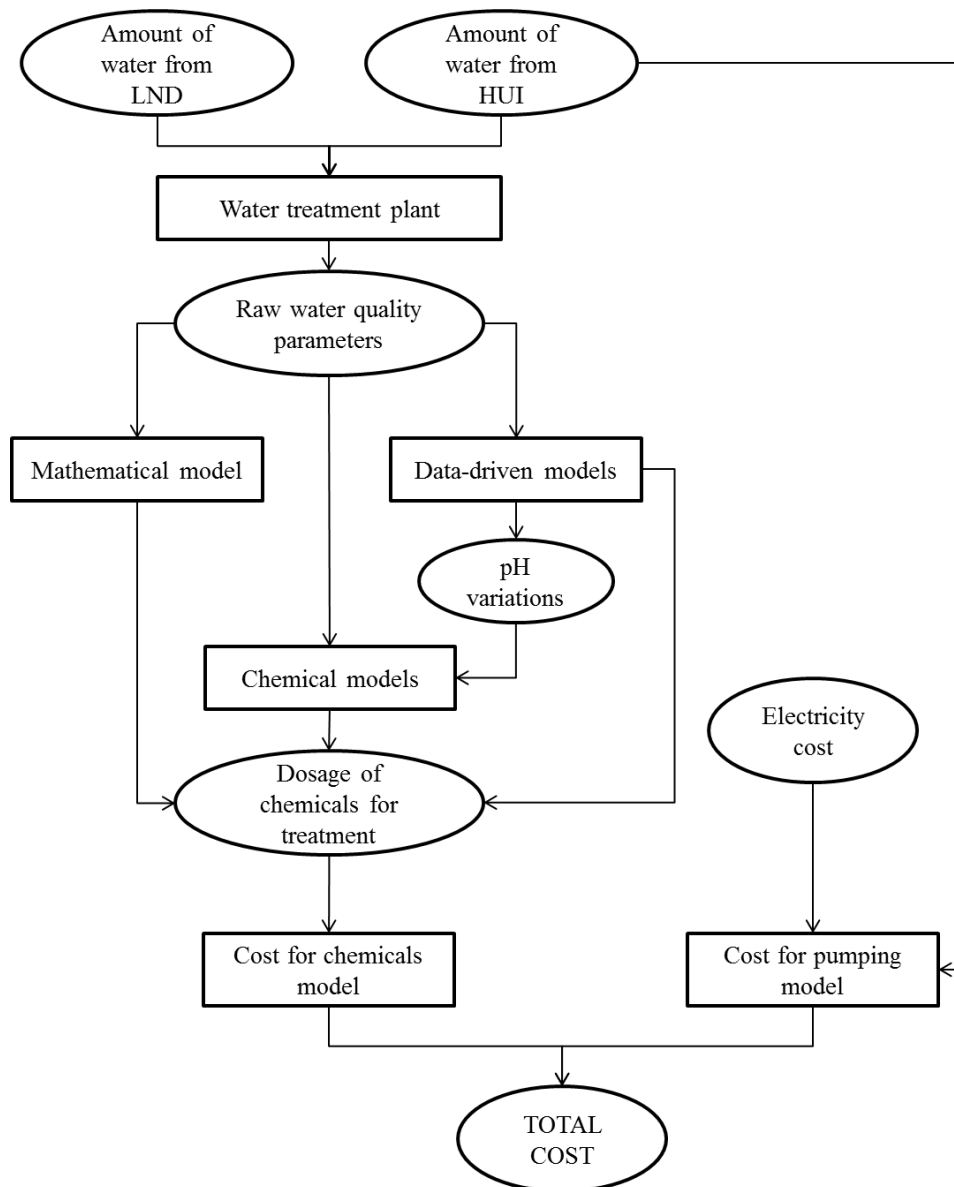 Amount of
water from
LND
Amount of
water from
HUI
Water treatment plant
Raw water quality
parameters
Mathematical model
Data-driven models
pH
variations
Chemical models
Electricity
cost
Dosage of
chemicals for
treatment
Cost for chemicals
model
Cost for pumping
model
TOTAL
COST